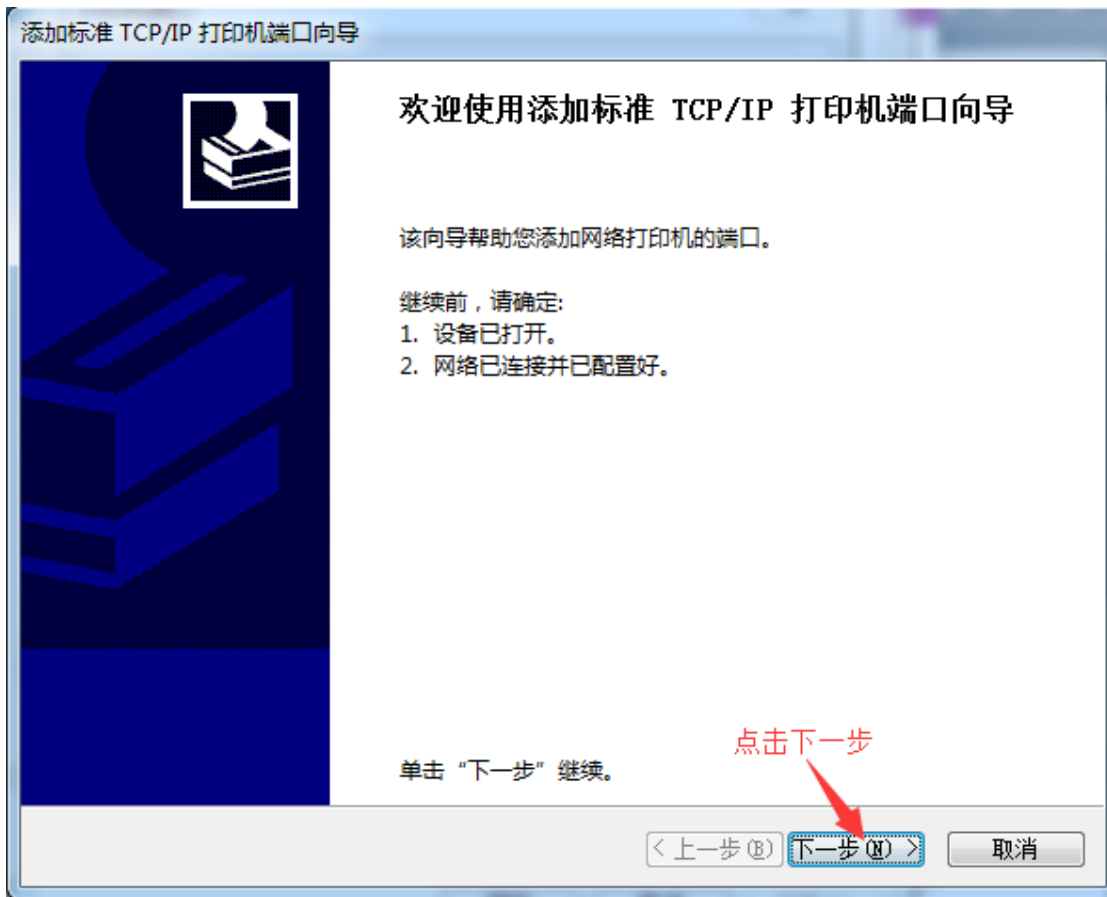 添加标准 TCP/IP 打印机端口向导
欢迎使用添加标准 TCP/IP 打印机端口向导
该向导帮助您添加网络打印机的端口。
继续前，请确定:
1. 设备已打开。
2. 网络已连接并已配置好。
点击下一步
单击“下一步”继续。
< 上一步(B) 下一步(N) > 取消